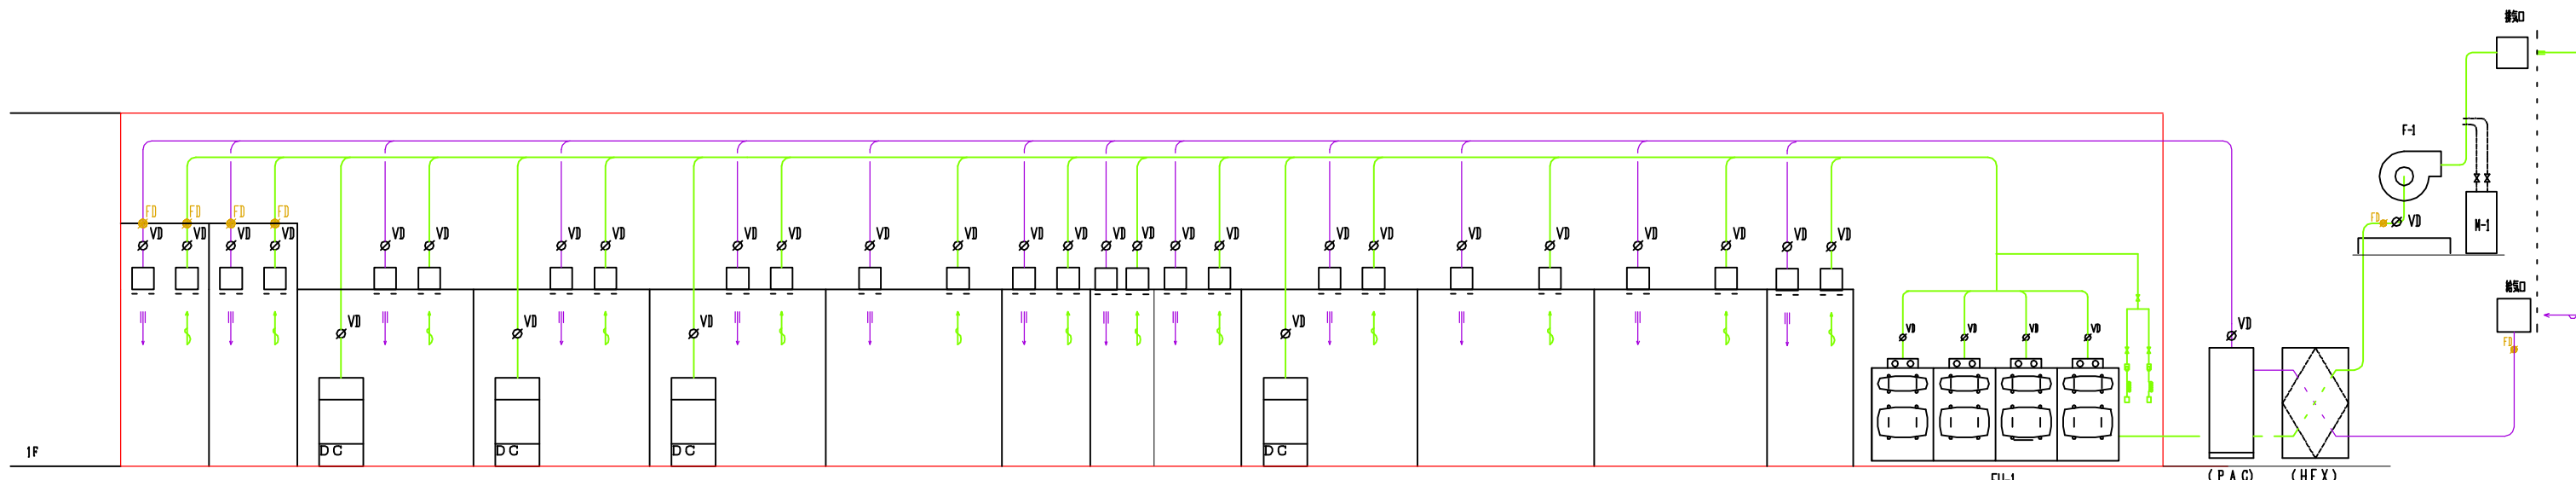 排気口
F-1
FD FD FD FD
FD VD
M-1
VD VD VD VD VD VD VD VD VD VD VD VD VD VD VD VD VD VD VD VD VD VD VD VD VD VD
給気口
VD VD VD VD VD VD VD VD VD
FD
1F DC DC DC DC
(PAC) (HEX)